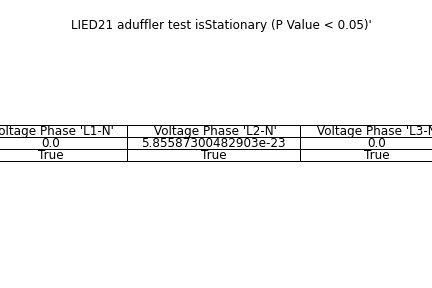 LIED21 aduffler test isStationary (P Value < 0.05)'
oltage Phase 'L1-N' Voltage Phase 'L2-N' Voltage Phase 'L3-N
0.0 5.85587300482903e-23 0.0
True True True